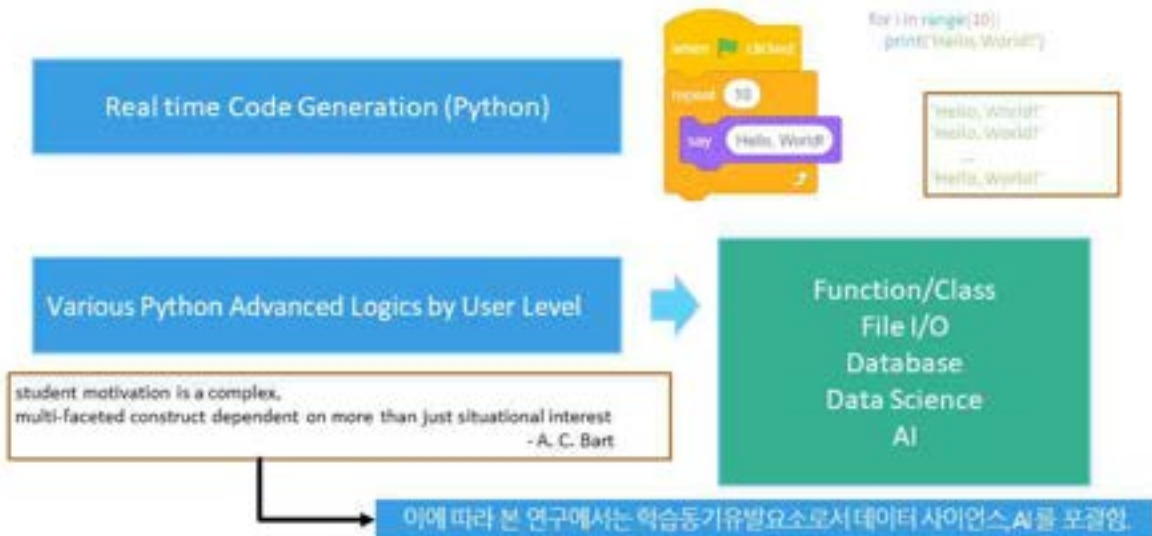 Real time Code Generation (Python)
when clicked
repeat 10
say Hello, World!
for i in range(10):
print("Hello, World!")
"Hello, World!"
"Hello, World!"
...
"Hello, World!"
Various Python Advanced Logics by User Level
Function/Class
File I/O
Database
Data Science
AI
student motivation is a complex,
multi-faceted construct dependent on more than just situational interest
- A. C. Bart
이에 따라 본 연구에서는 학습동기유발요소로서 데이터 사이언스, AI 를 포괄함.